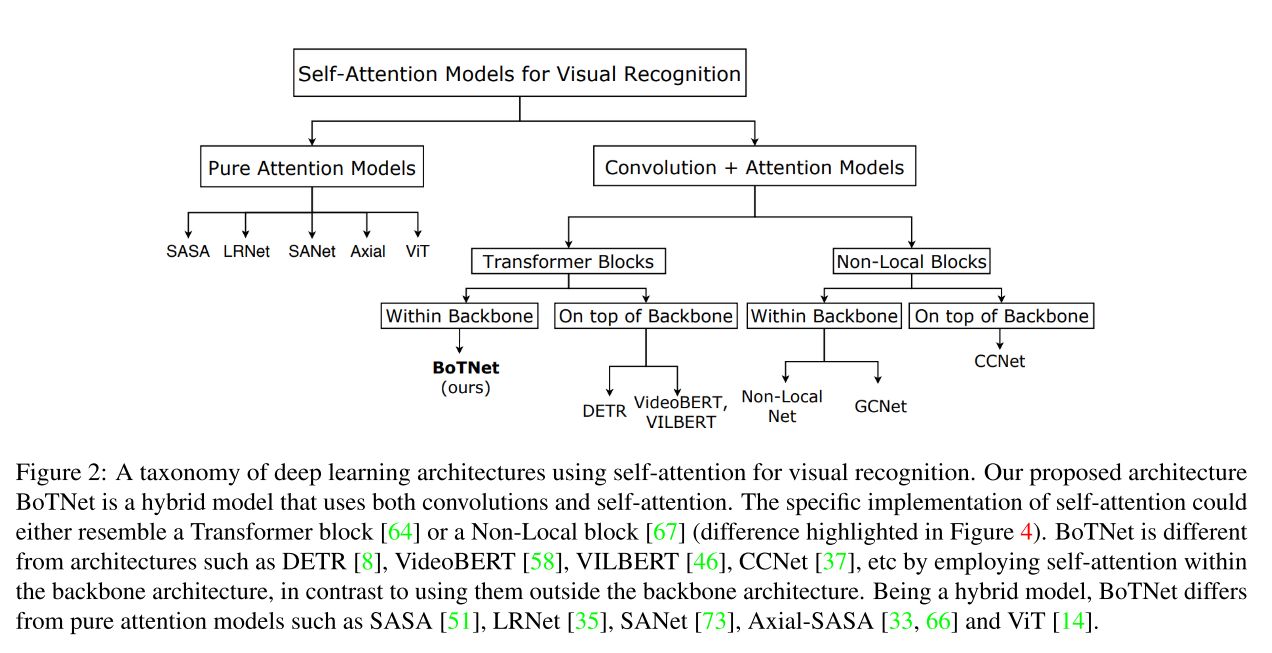 Self-Attention Models for Visual Recognition
Pure Attention Models
Convolution + Attention Models
SASA LRNet SANet Axial ViT
Transformer Blocks
Non-Local Blocks
Within Backbone
On top of Backbone
Within Backbone
On top of Backbone
BoTNet
(ours)
DETR
VideoBERT,
VILBERT
Non-Local
Net
GCNet
CCNet
Figure 2: A taxonomy of deep learning architectures using self-attention for visual recognition. Our proposed architecture
BoTNet is a hybrid model that uses both convolutions and self-attention. The specific implementation of self-attention could
either resemble a Transformer block [64] or a Non-Local block [67] (difference highlighted in Figure 4). BoTNet is different
from architectures such as DETR [8], VideoBERT [58], VILBERT [46], CCNet [37], etc by employing self-attention within
the backbone architecture, in contrast to using them outside the backbone architecture. Being a hybrid model, BoTNet differs
from pure attention models such as SASA [51], LRNet [35], SANet [73], Axial-SASA [33, 66] and ViT [14].